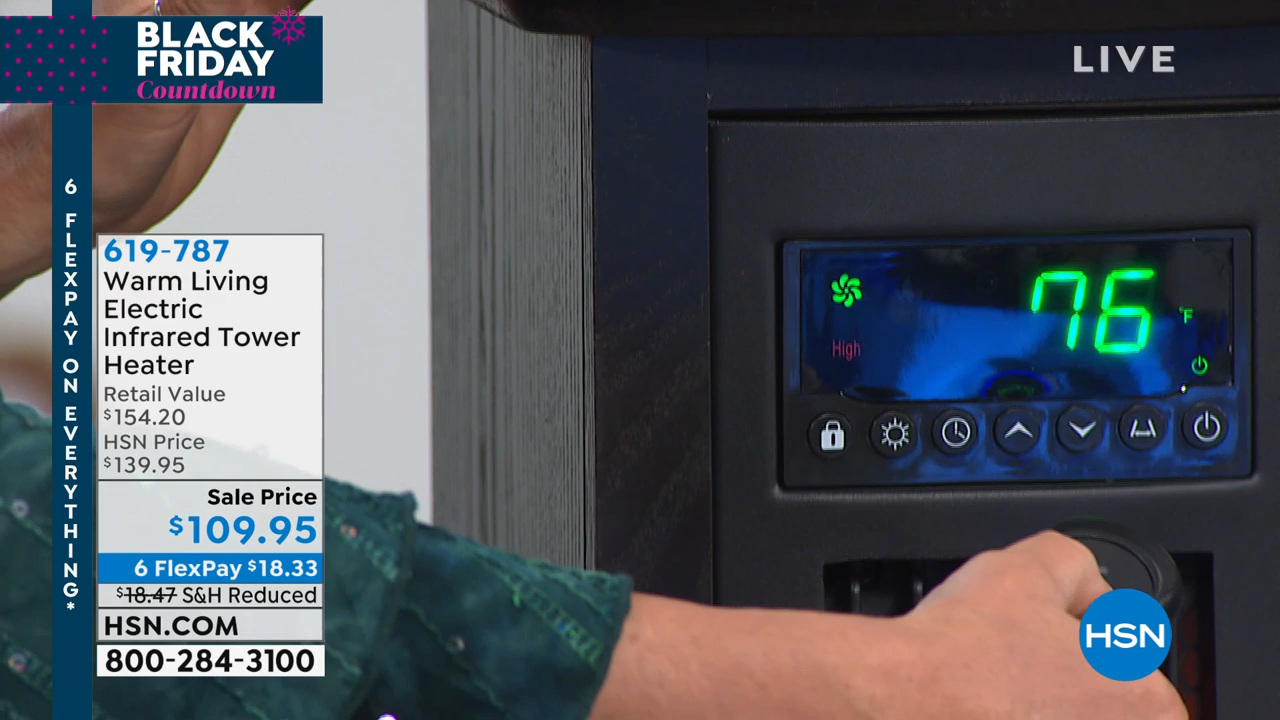 BLACK
FRIDAY
Countdown
LIVE
6 FLEXPAY ON EVERYTHING*
619-787
Warm Living
Electric
Infrared Tower
Heater
Retail Value
$154.20
HSN Price
$139.95
Sale Price
$109.95
6 FlexPay $18.33
$18.47 S&H Reduced
HSN.COM
800-284-3100
76
°F
High
HSN